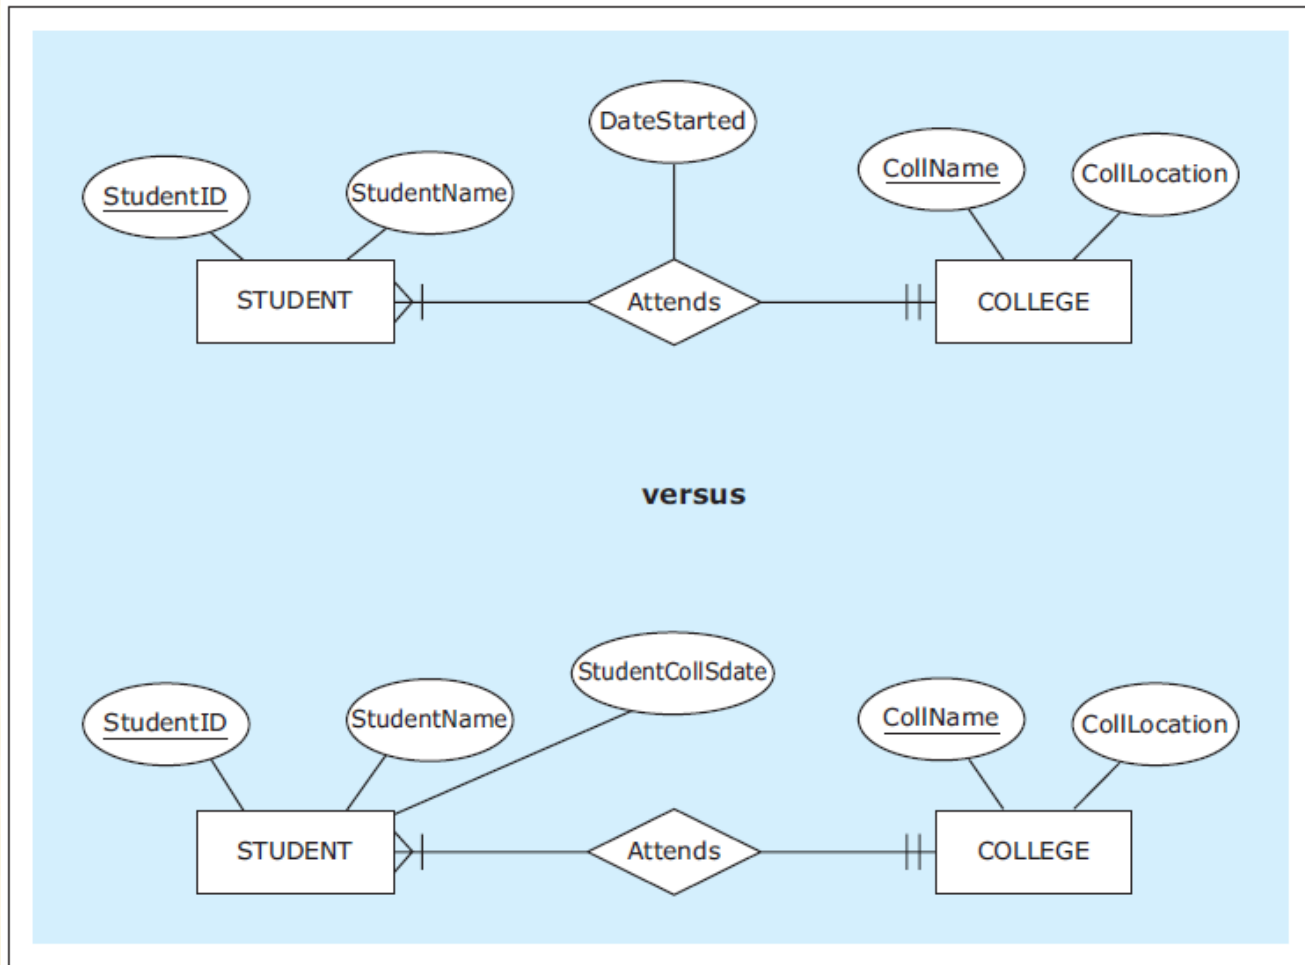 DateStarted
StudentID
StudentName
CollName
CollLocation
STUDENT
Attends
COLLEGE
versus
StudentCollSdate
StudentID
StudentName
CollName
CollLocation
STUDENT
Attends
COLLEGE